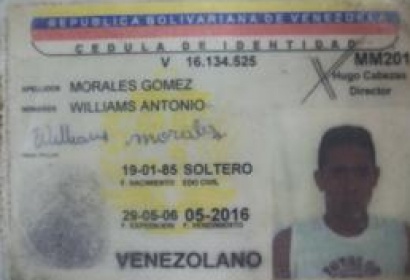 REPUBLICA BOLIVARIANA DE VENEZUELA
CEDULA DE IDENTIDAD
V 16.134.525
MM201
Hugo Cabezas
Director
APELLIDOS MORALES GOMEZ
NOMBRES WILLIAMS ANTONIO
Williams morales
19-01-85 SOLTERO
F. NACIMIENTO EDO CIVIL
29-05-06 05-2016
F. EXPEDICION F. VENCIMIENTO
VENEZOLANO